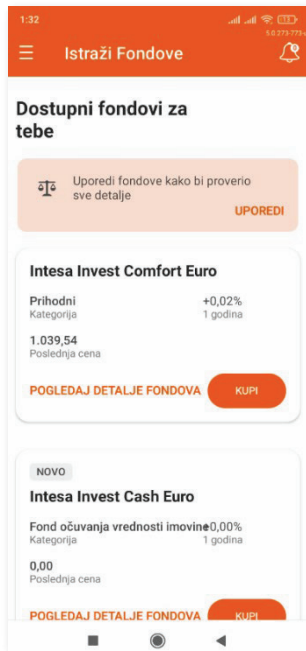 1:32
Istraži Fondove
Dostupni fondovi za
tebe
Uporedi fondove kako bi proverio
sve detalje
UPOREDI
Intesa Invest Comfort Euro
Prihodni +0,02%
Kategorija 1 godina
1.039,54
Poslednja cena
POGLEDAJ DETALJE FONDOVA KUPI
NOVO
Intesa Invest Cash Euro
Fond očuvanja vrednosti imovine 0,00%
Kategorija 1 godina
0,00
Poslednja cena
POGLEDAJ DETALJE FONDOVA KUPI